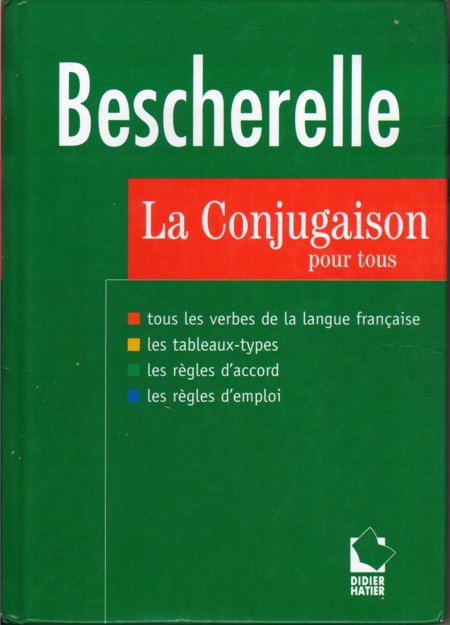 Bescherelle
La Conjugaison
pour tous
tous les verbes de la langue française
les tableaux-types
les règles d'accord
les règles d'emploi
DIDIER
HATIER